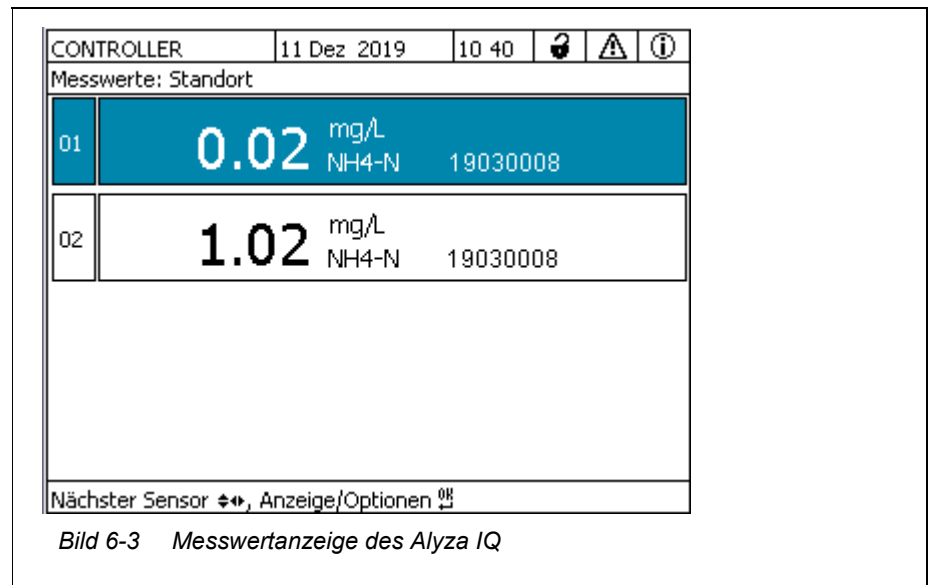 CONTROLLER 11 Dez 2019 10 40
Messwerte: Standort
01 0.02 mg/L
NH4-N 19030008
02 1.02 mg/L
NH4-N 19030008
Nächster Sensor, Anzeige/Optionen OK
Bild 6-3 Messwertanzeige des Alyza IQ